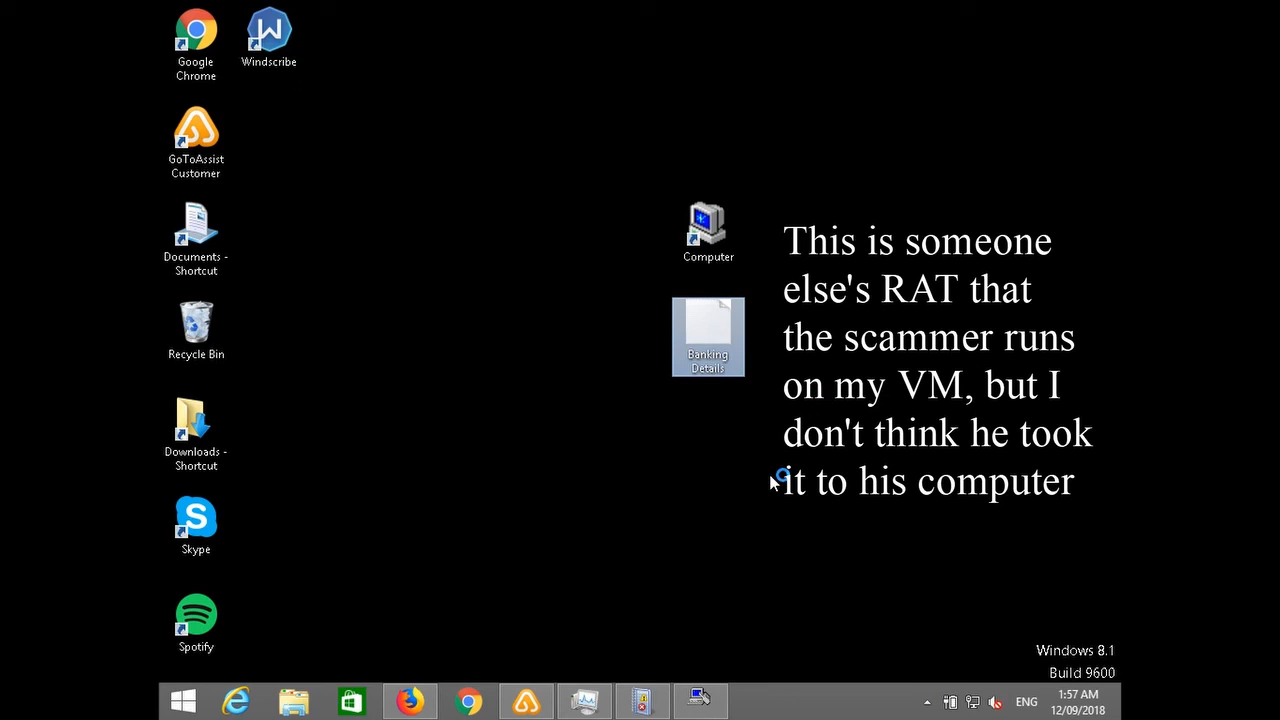 Google
Chrome
Windscribe
GoToAssist
Customer
Documents -
Shortcut
Recycle Bin
Downloads -
Shortcut
Skype
Spotify
Computer
Banking
Details
This is someone
else's RAT that
the scammer runs
on my VM, but I
don't think he took
it to his computer
Windows 8.1
Build 9600
ENG
1:57 AM
12/09/2018